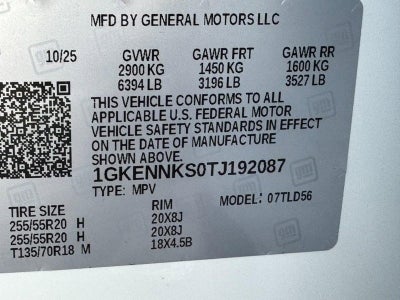 MFD BY GENERAL MOTORS LLC
10/25 GVWR GAWR FRT GAWR RR
2900 KG 1450 KG 1600 KG
6394 LB 3196 LB 3527 LB
THIS VEHICLE CONFORMS TO ALL
APPLICABLE U.S. FEDERAL MOTOR
VEHICLE SAFETY STANDARDS IN EFFECT
ON THE DATE OF MANUFACTURE
SHOWN ABOVE.
1GKENNKS0TJ192087
TYPE: MPV MODEL: 07TLD56
TIRE SIZE RIM
255/55R20 H 20X8J
255/55R20 H 20X8J
T135/70R18 M 18X4.5B